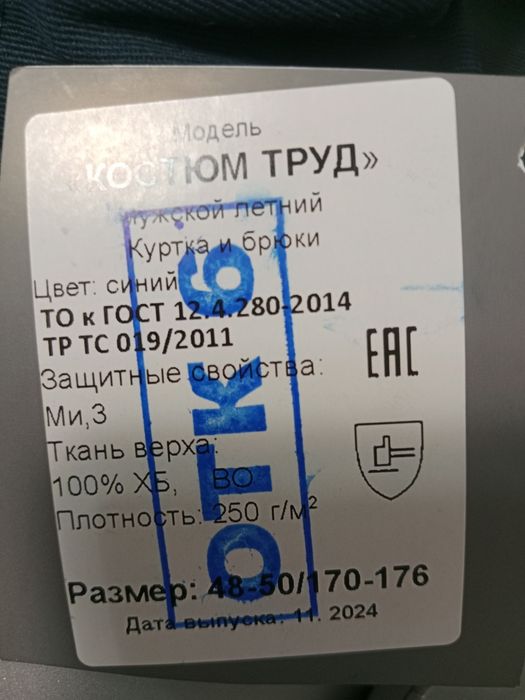 Модель
«КОСТЮМ ТРУД»
мужской летний
Куртка и брюки
Цвет: синий
ТО к ГОСТ 12.4.280-2014
ТР ТС 019/2011
Защитные свойства:
Ми,З
Ткань верха:
100% ХБ, ВО
Плотность: 250 г/м²
Размер: 48-50/170-176
Дата выпуска: 11. 2024
ЕАС
ОТК 6